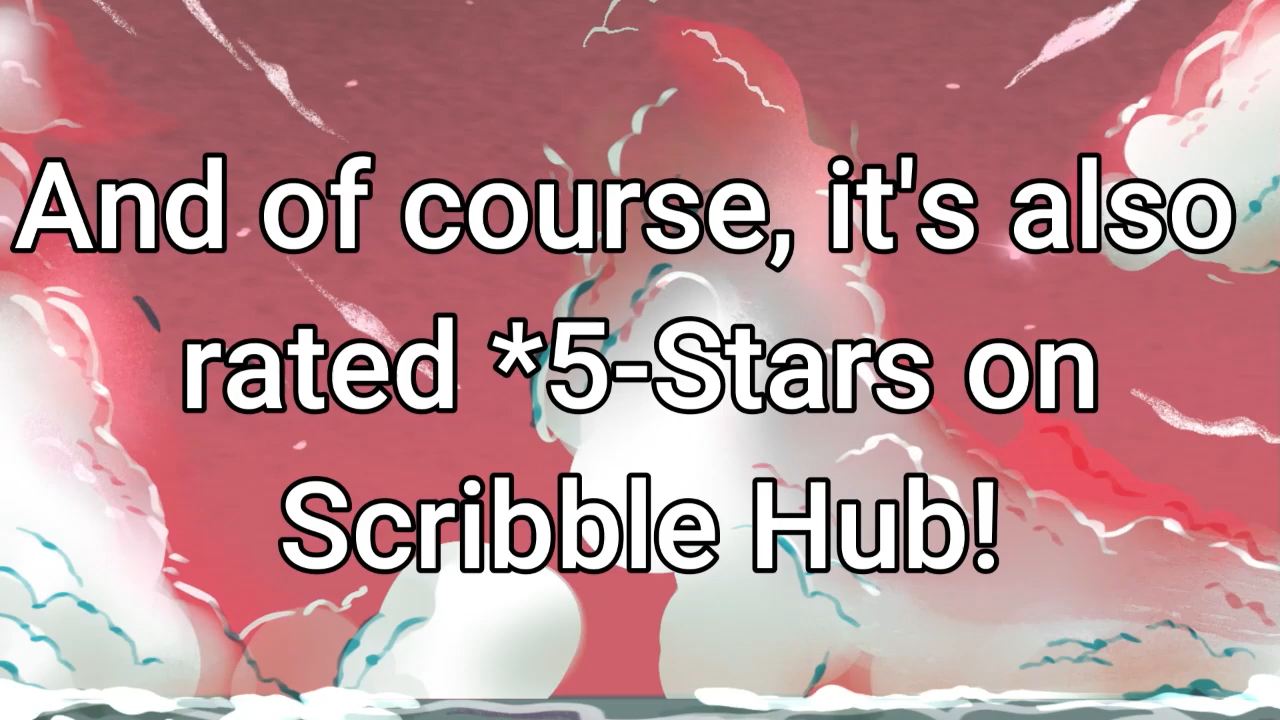 And of course, it's also
rated *5-Stars on
Scribble Hub!